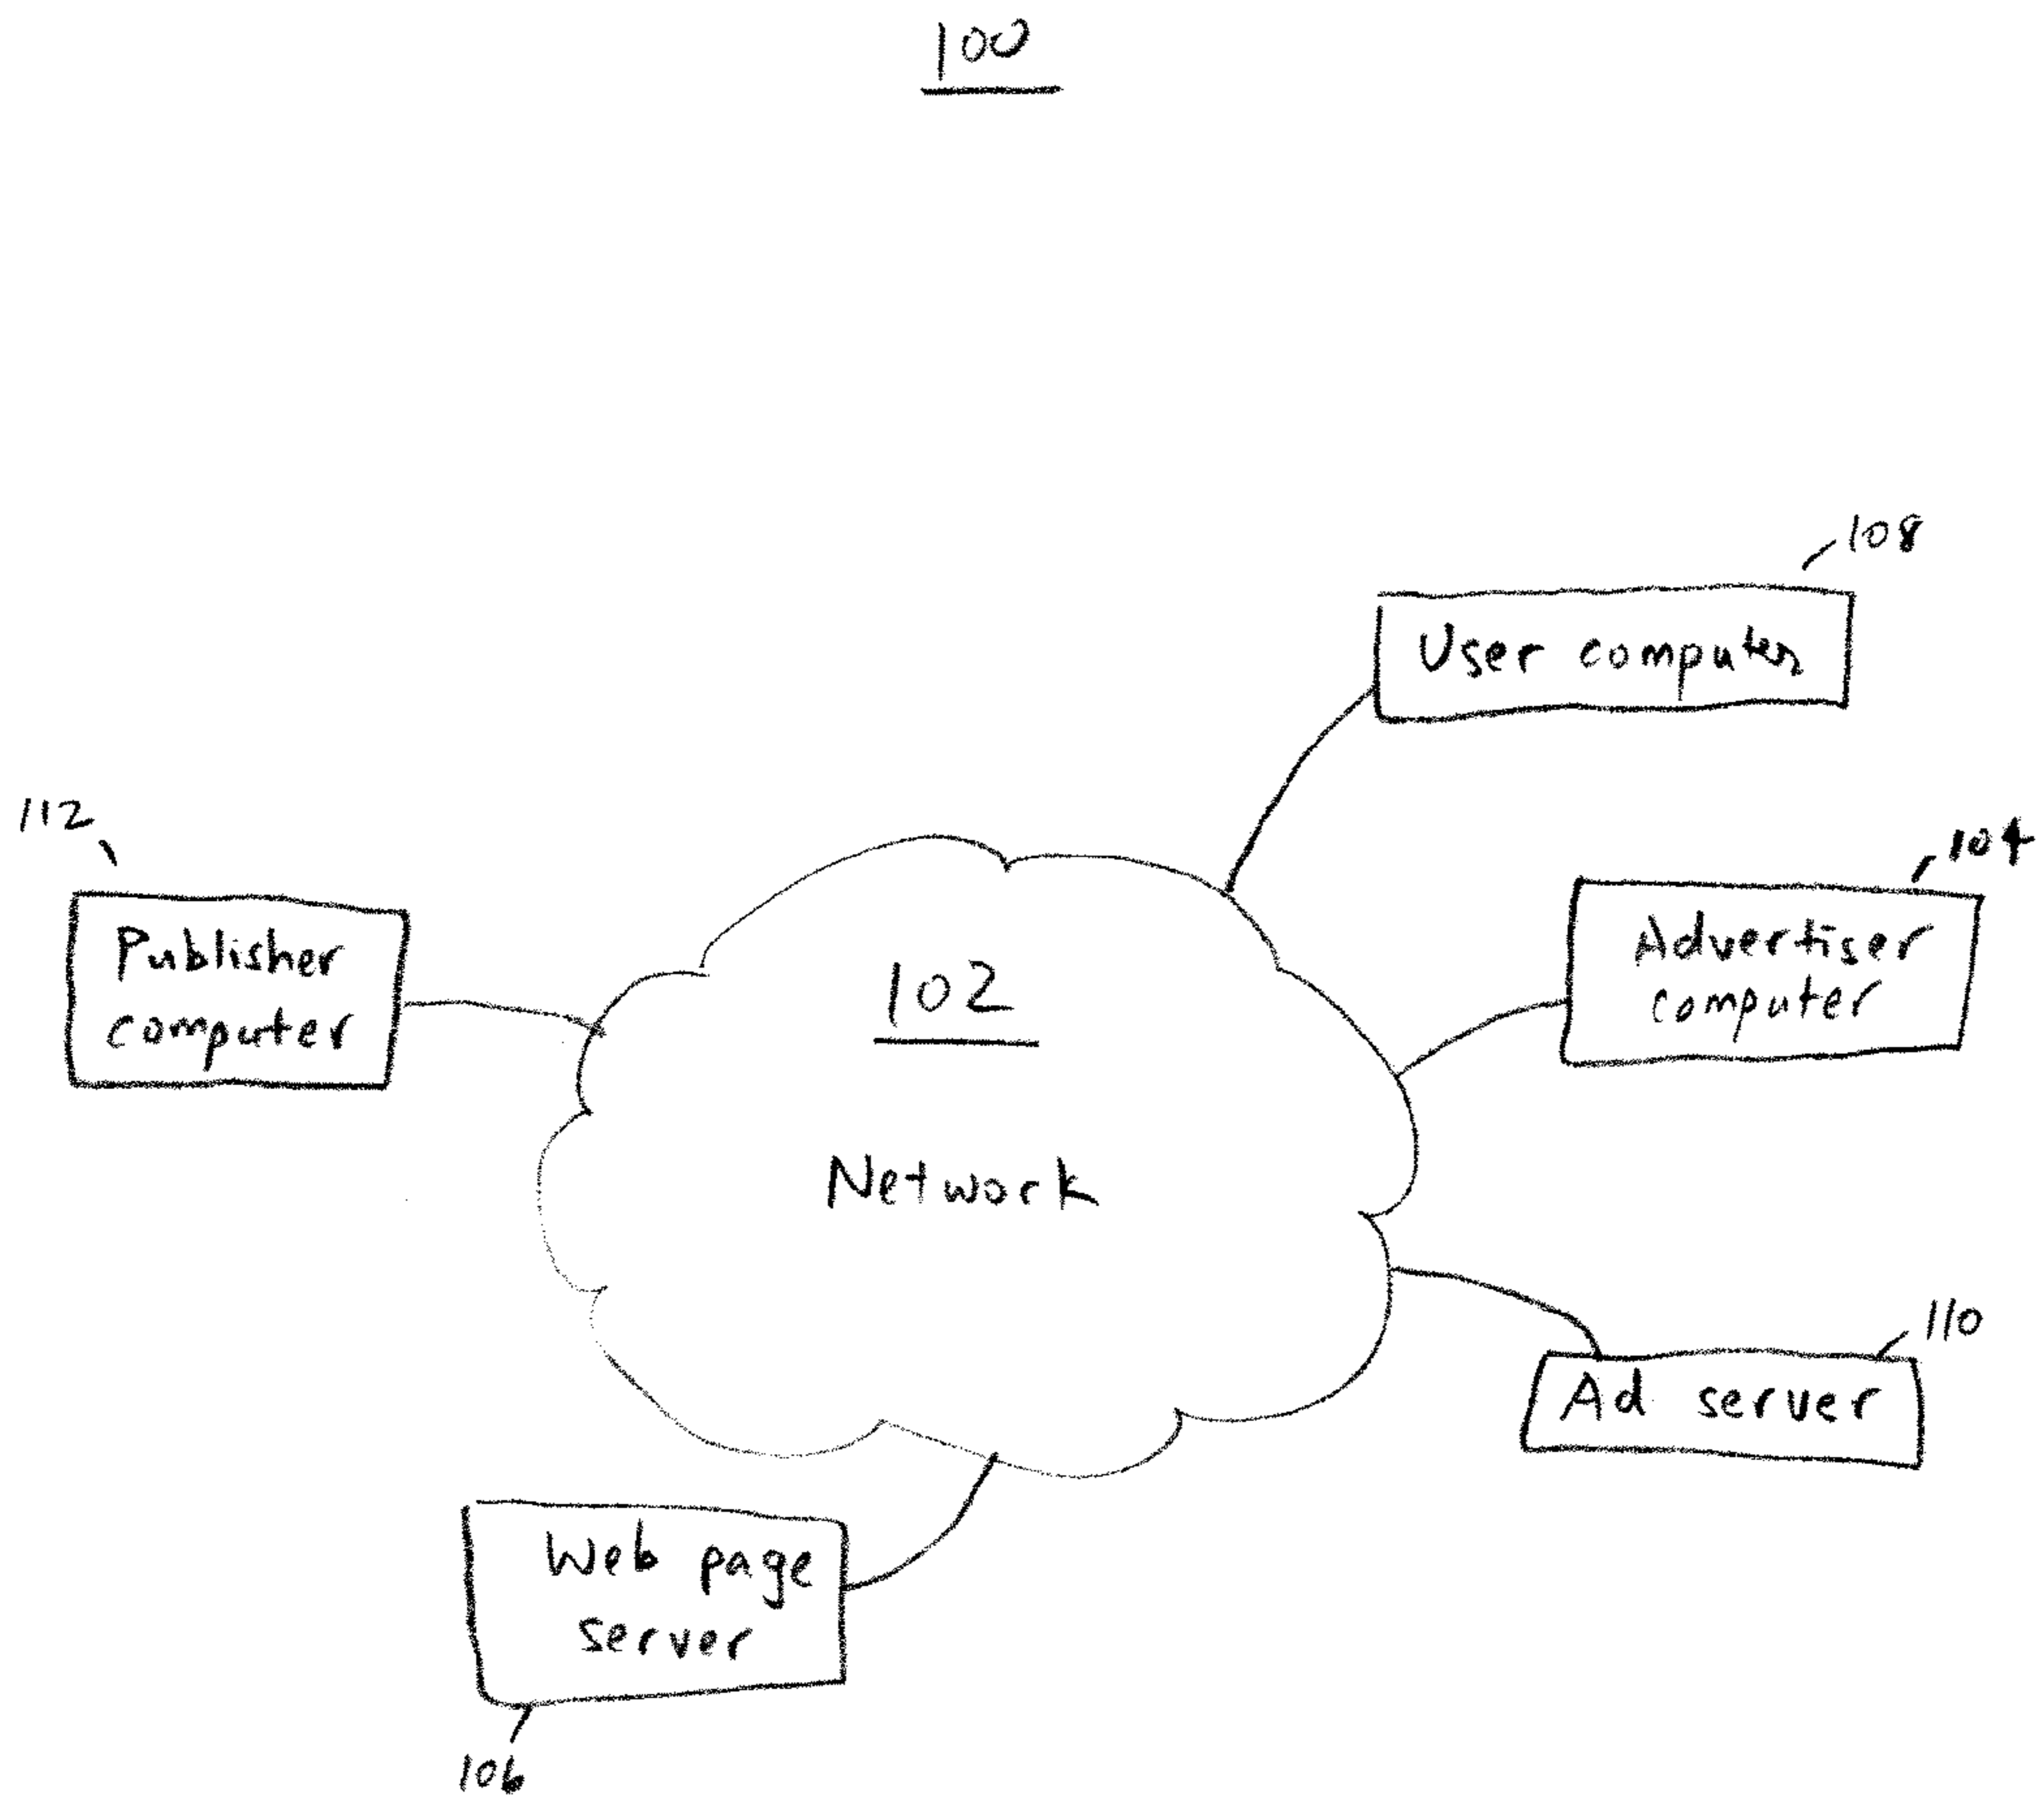 100
108
User computer
112
104
Publisher
computer
Advertiser
computer
102
Network
110
Ad server
Web page
server
106